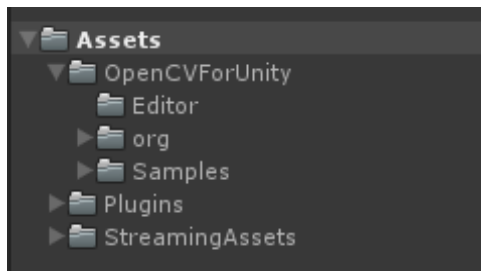 Assets
OpenCVForUnity
Editor
org
Samples
Plugins
StreamingAssets